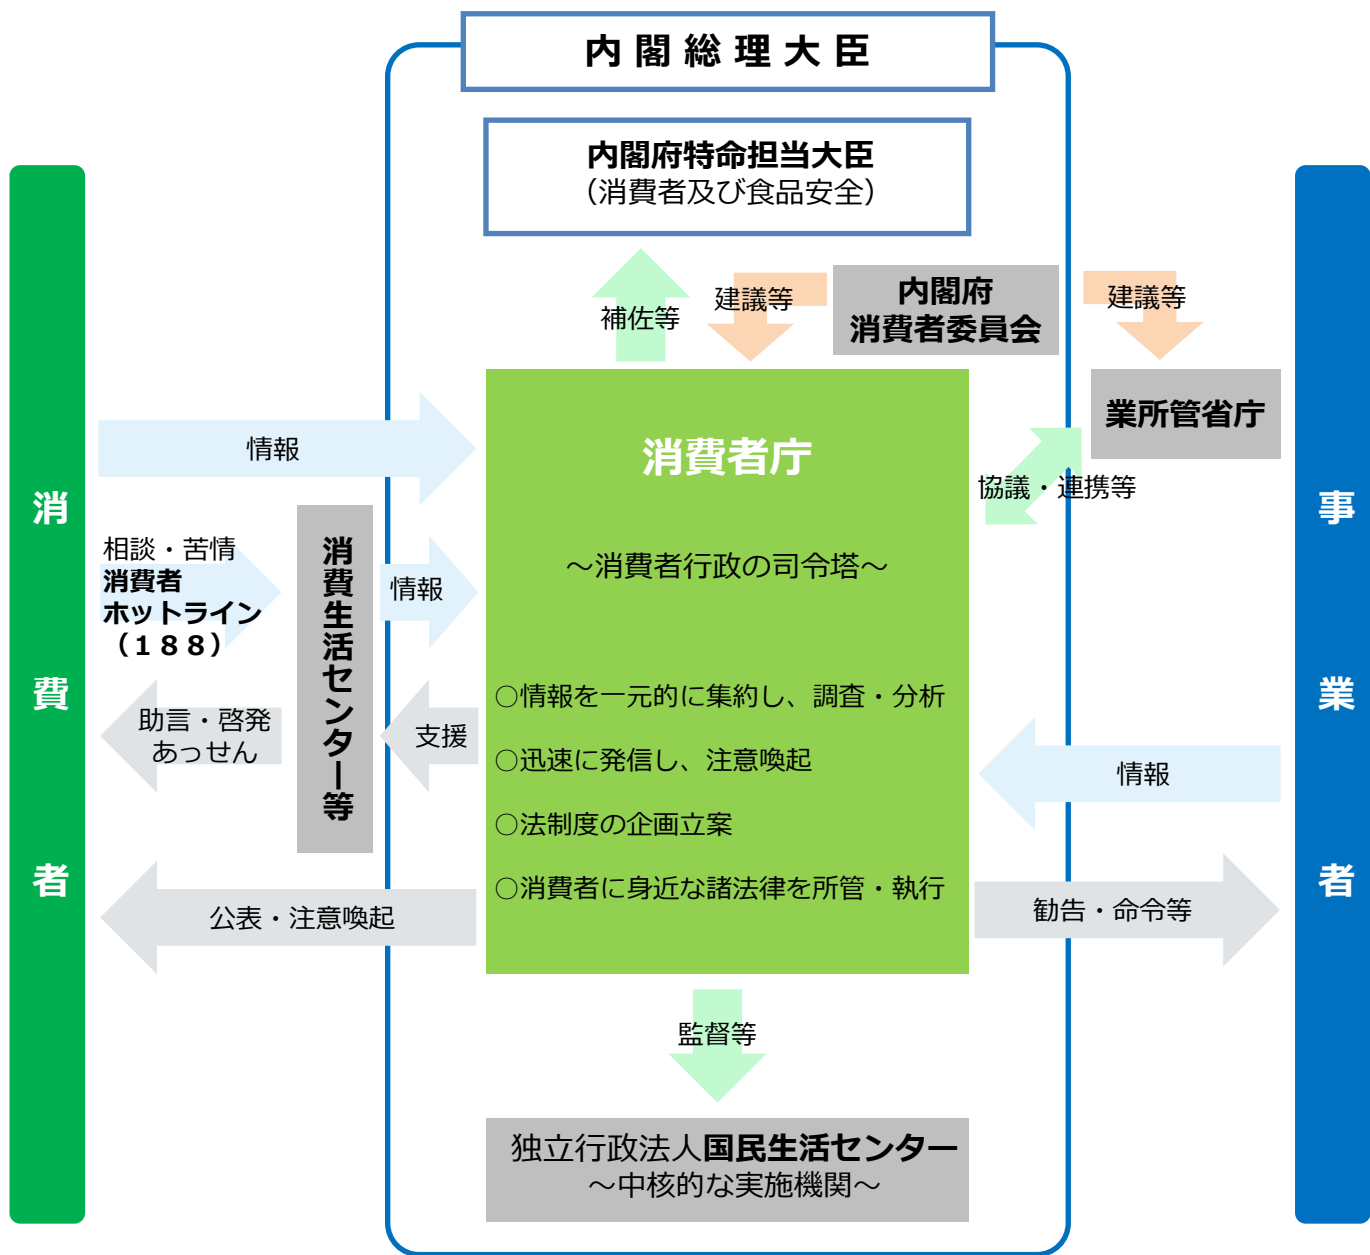 内閣総理大臣
内閣府特命担当大臣
（消費者及び食品安全）
補佐等
建議等
内閣府
消費者委員会
建議等
業所管省庁
協議・連携等
消費者
情報
相談・苦情
消費者
ホットライン
（１８８）
消費生活センター等
情報
助言・啓発
あっせん
支援
公表・注意喚起
消費者庁
～消費者行政の司令塔～
○情報を一元的に集約し、調査・分析
○迅速に発信し、注意喚起
○法制度の企画立案
○消費者に身近な諸法律を所管・執行
情報
勧告・命令等
事業者
監督等
独立行政法人国民生活センター
～中核的な実施機関～